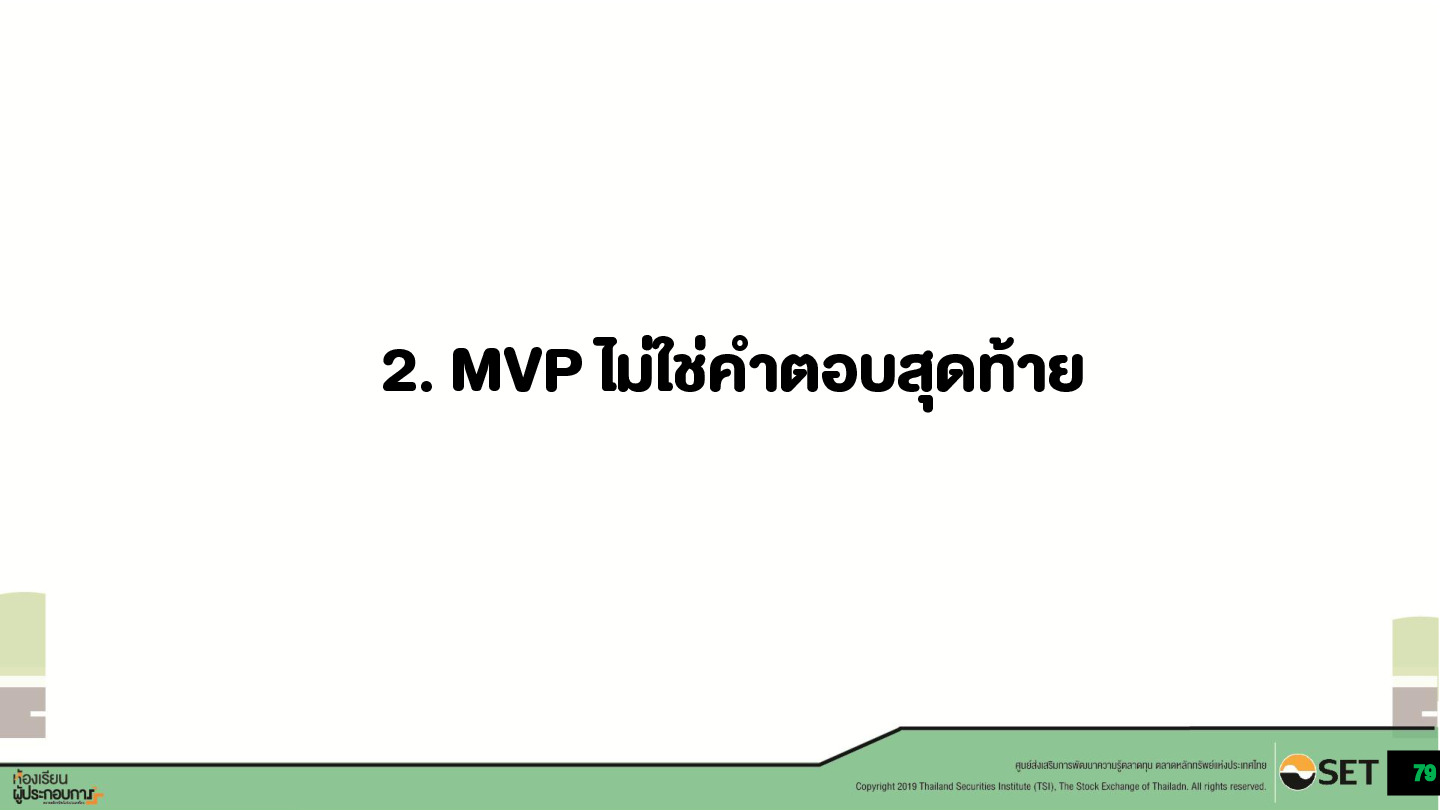 2. MVP ไม่ใช่คำตอบสุดท้าย
ศูนย์ส่งเสริมการพัฒนาความรู้ตลาดทุน ตลาดหลักทรัพย์แห่งประเทศไทย
Copyright 2019 Thailand Securities Institute (TSI), The Stock Exchange of Thailadn. All rights reserved.
SET
79
ห้องเรียน
ผู้ประกอบการ